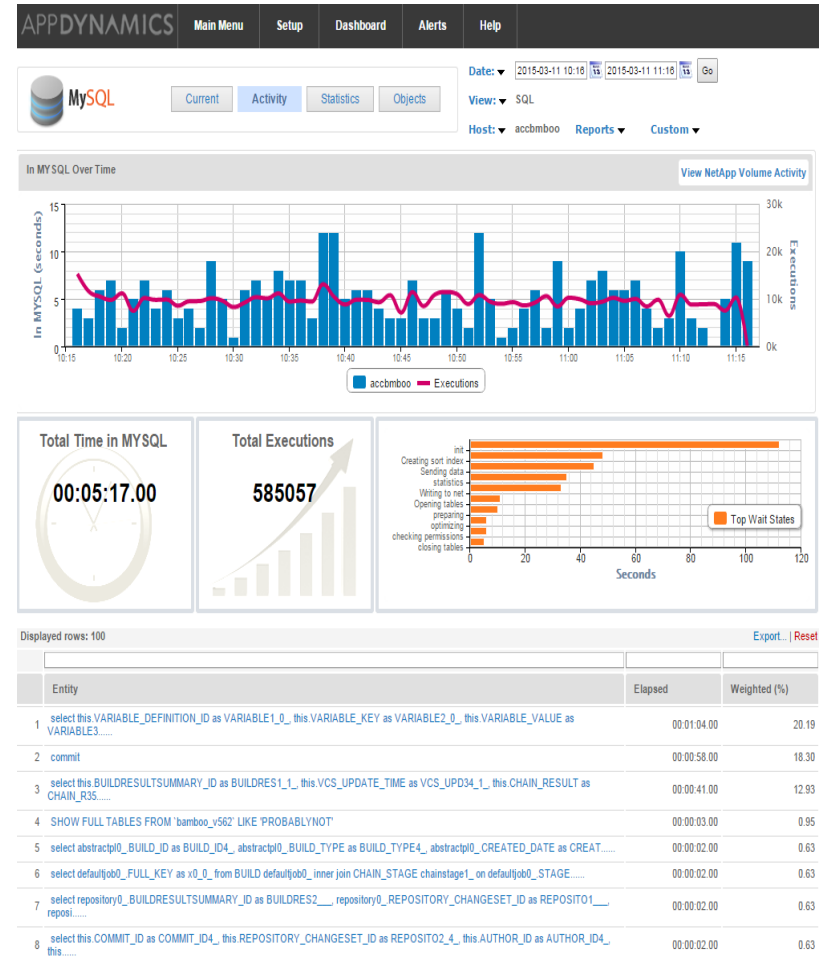 APPDYNAMICS Main Menu Setup Dashboard Alerts Help
Date: 2015-03-11 10:16 2015-03-11 11:16 Go
MySQL Current Activity Statistics Objects
View: SQL
Host: accbmboo Reports Custom
In MYSQL Over Time
View NetApp Volume Activity
In MYSQL (seconds)
15
10
5
0
30k
20k
10k
0k
Executions
10:15 10:20 10:25 10:30 10:35 10:40 10:45 10:50 10:55 11:00 11:05 11:10 11:15
accbmboo Executions
Total Time in MYSQL
00:05:17.00
Total Executions
585057
init
Creating sort index
Sending data
statistics
Writing to net
Opening tables
preparing
optimizing
checking permissions
closing tables
Top Wait States
0 20 40 60 80 100 120
Seconds
Displayed rows: 100
Export... | Reset
Entity Elapsed Weighted (%)
1 select this.VARIABLE_DEFINITION_ID as VARIABLE1_0_, this.VARIABLE_KEY as VARIABLE2_0_, this.VARIABLE_VALUE as 00:01:04.00 20.19
VARIABLE3......
2 commit 00:00:58.00 18.30
3 select this.BUILDRESULTSUMMARY_ID as BUILDRES1_1_, this.VCS_UPDATE_TIME as VCS_UPD34_1_, this.CHAIN_RESULT as 00:00:41.00 12.93
CHAIN_R35......
4 SHOW FULL TABLES FROM `bamboo_v562` LIKE 'PROBABLYNOT' 00:00:03.00 0.95
5 select abstractpl0_.BUILD_ID as BUILD_ID4_, abstractpl0_.BUILD_TYPE as BUILD_TYPE4_, abstractpl0_.CREATED_DATE as CREAT...... 00:00:02.00 0.63
6 select defaultjob0_.FULL_KEY as x0_0_ from BUILD defaultjob0_ inner join CHAIN_STAGE chainstage1_ on defaultjob0_.STAGE...... 00:00:02.00 0.63
7 select repository0_.BUILDRESULTSUMMARY_ID as BUILDRES2___, repository0_.REPOSITORY_CHANGESET_ID as REPOSITO1___, 00:00:02.00 0.63
reposi......
8 select this.COMMIT_ID as COMMIT_ID4_, this.REPOSITORY_CHANGESET_ID as REPOSITO2_4_, this.AUTHOR_ID as AUTHOR_ID4_, 00:00:02.00 0.63
this......